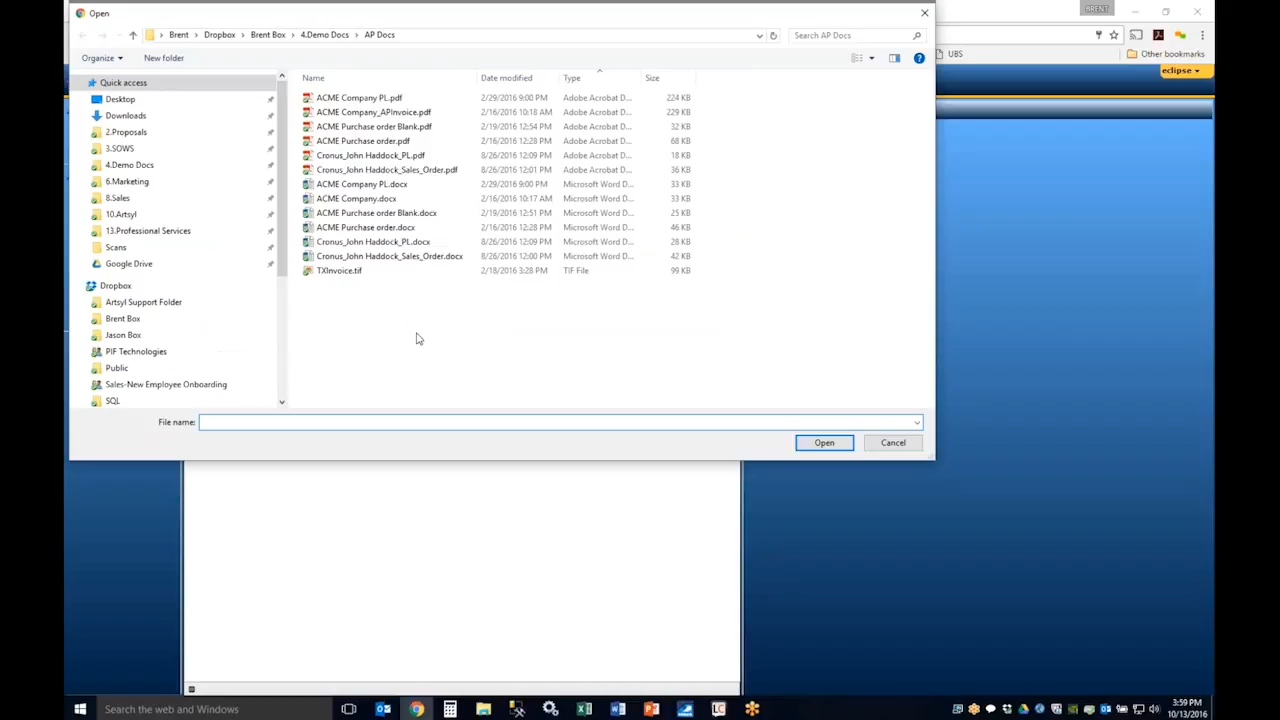 Open
BRENT
Brent Dropbox Brent Box 4.Demo Docs AP Docs
Search AP Docs
Organize New folder
UBS
Other bookmarks
eclipse
Name Date modified Type Size
Quick access
Desktop
Downloads
2.Proposals
3.SOWS
4.Demo Docs
6.Marketing
8.Sales
10.Artsyl
13.Professional Services
Scans
Google Drive
Dropbox
Artsyl Support Folder
Brent Box
Jason Box
PIF Technologies
Public
Sales-New Employee Onboarding
SQL
ACME Company PL.pdf 2/29/2016 9:00 PM Adobe Acrobat D... 224 KB
ACME Company_APInvoice.pdf 2/16/2016 10:18 AM Adobe Acrobat D... 229 KB
ACME Purchase order Blank.pdf 2/19/2016 12:54 PM Adobe Acrobat D... 32 KB
ACME Purchase order.pdf 2/16/2016 12:28 PM Adobe Acrobat D... 68 KB
Cronus_John Haddock_PL.pdf 8/26/2016 12:09 PM Adobe Acrobat D... 18 KB
Cronus_John Haddock_Sales_Order.pdf 8/26/2016 12:01 PM Adobe Acrobat D... 36 KB
ACME Company PL.docx 2/29/2016 9:00 PM Microsoft Word D... 33 KB
ACME Company.docx 2/16/2016 10:17 AM Microsoft Word D... 33 KB
ACME Purchase order Blank.docx 2/19/2016 12:51 PM Microsoft Word D... 25 KB
ACME Purchase order.docx 2/16/2016 12:28 PM Microsoft Word D... 46 KB
Cronus_John Haddock_PL.docx 8/26/2016 12:09 PM Microsoft Word D... 28 KB
Cronus_John Haddock_Sales_Order.docx 8/26/2016 12:00 PM Microsoft Word D... 42 KB
TXInvoice.tif 2/18/2016 3:28 PM TIF File 99 KB
File name:
Open Cancel
Search the web and Windows
3:59 PM
10/13/2016